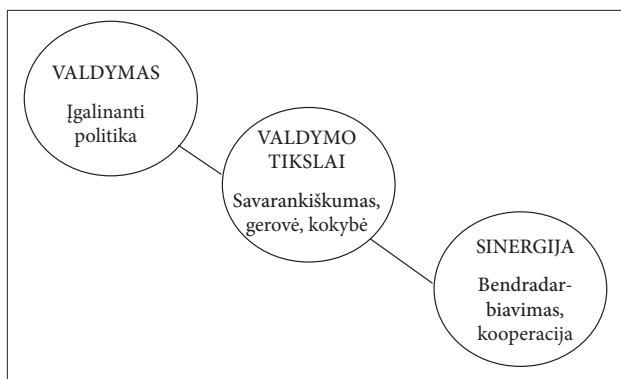 VALDYMAS
Įgalinanti
politika
VALDYMO
TIKSLAI
Savarankiškumas,
gerovė, kokybė
SINERGIJA
Bendradar-
biavimas,
kooperacija